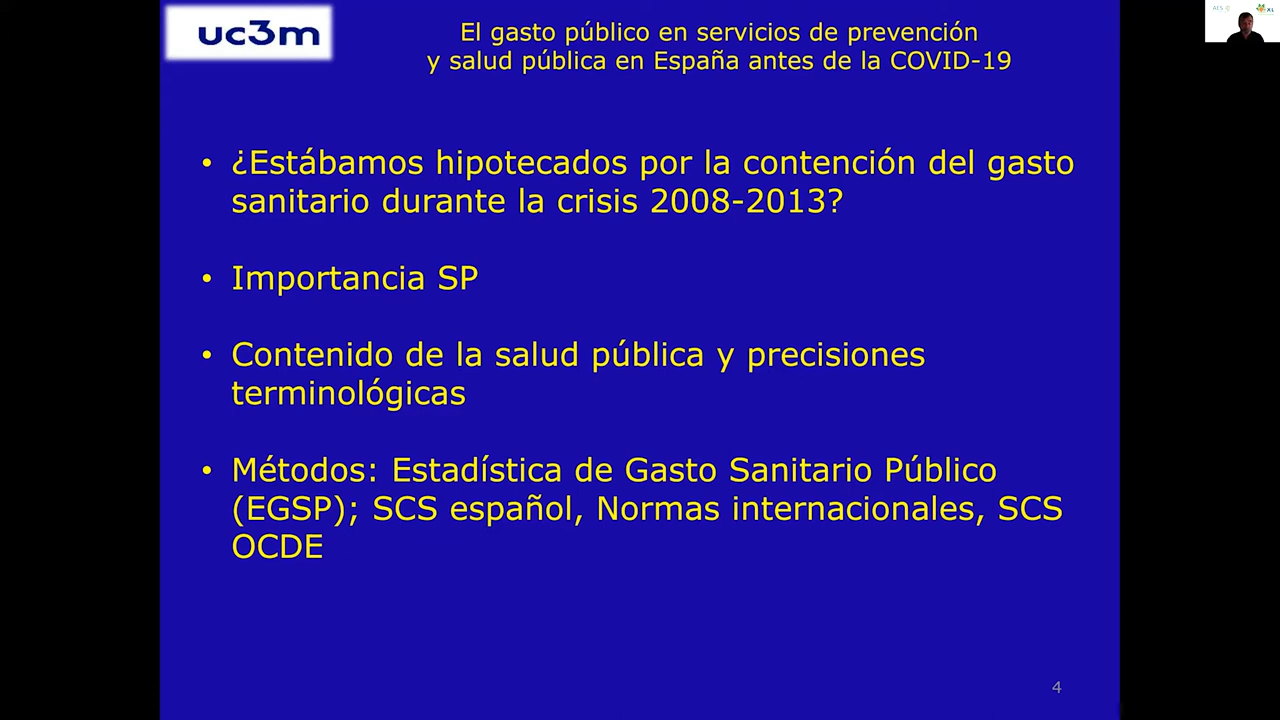 uc3m
El gasto público en servicios de prevención
y salud pública en España antes de la COVID-19
• ¿Estábamos hipotecados por la contención del gasto
sanitario durante la crisis 2008-2013?
• Importancia SP
• Contenido de la salud pública y precisiones
terminológicas
• Métodos: Estadística de Gasto Sanitario Público
(EGSP); SCS español, Normas internacionales, SCS
OCDE
4
AES
XL